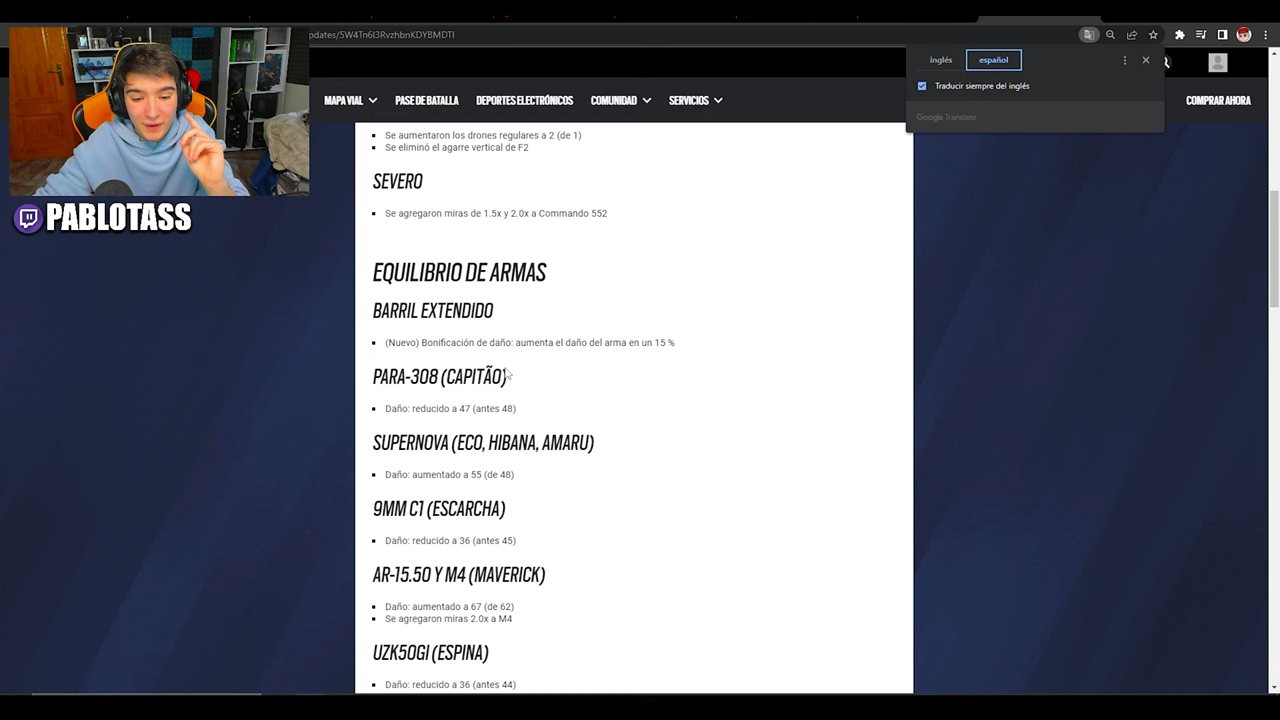 pdates/5W4Tn6I3RvzhbnKDYBMDTI
inglés español
Traducir siempre del inglés
Google Translate
MAPA VIAL PASE DE BATALLA DEPORTES ELECTRÓNICOS COMUNIDAD SERVICIOS COMPRAR AHORA
PABLOTASS
Se aumentaron los drones regulares a 2 (de 1)
Se eliminó el agarre vertical de F2
SEVERO
Se agregaron miras de 1.5x y 2.0x a Commando 552
EQUILIBRIO DE ARMAS
BARRIL EXTENDIDO
(Nuevo) Bonificación de daño: aumenta el daño del arma en un 15 %
PARA-308 (CAPITÃO)
Daño: reducido a 47 (antes 48)
SUPERNOVA (ECO, HIBANA, AMARU)
Daño: aumentado a 55 (de 48)
9MM C1 (ESCARCHA)
Daño: reducido a 36 (antes 45)
AR-15.50 Y M4 (MAVERICK)
Daño: aumentado a 67 (de 62)
Se agregaron miras 2.0x a M4
UZK50GI (ESPINA)
Daño: reducido a 36 (antes 44)